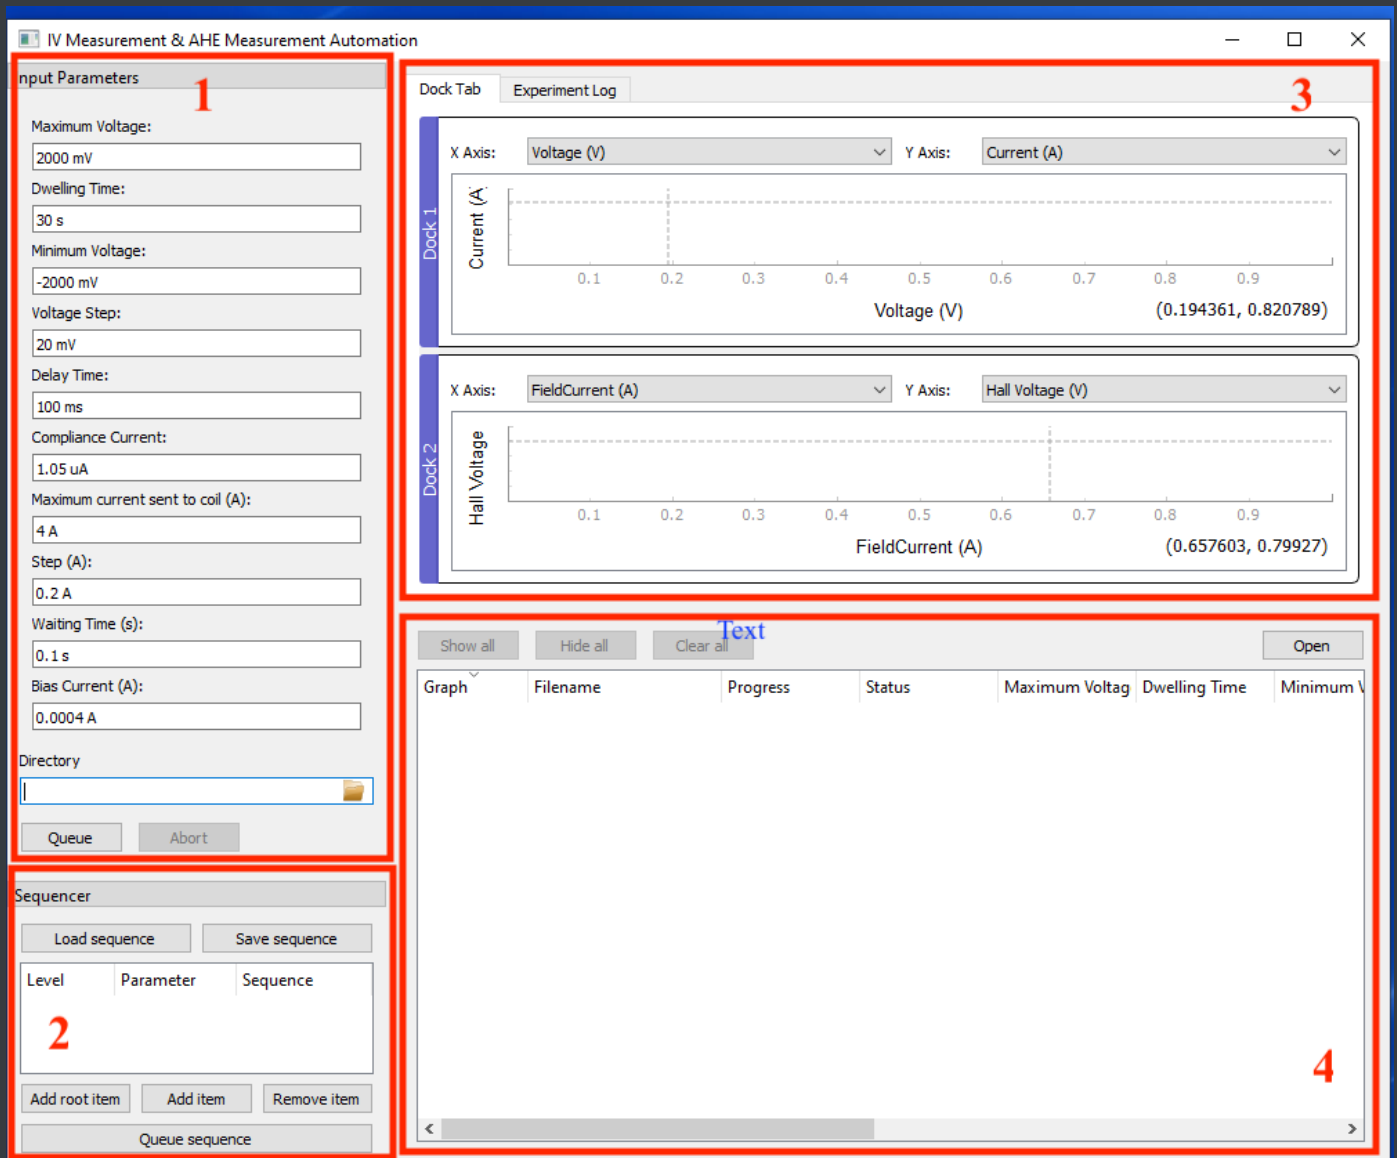 IV Measurement & AHE Measurement Automation
nput Parameters
1
Maximum Voltage:
2000 mV
Dwelling Time:
30 s
Minimum Voltage:
-2000 mV
Voltage Step:
20 mV
Delay Time:
100 ms
Compliance Current:
1.05 uA
Maximum current sent to coil (A):
4 A
Step (A):
0.2 A
Waiting Time (s):
0.1 s
Bias Current (A):
0.0004 A
Directory
Queue Abort
Sequencer
Load sequence Save sequence
Level Parameter Sequence
2
Add root item Add item Remove item
Queue sequence
Dock Tab Experiment Log
3
Dock 1
X Axis: Voltage (V) Y Axis: Current (A)
Current (A)
0.1 0.2 0.3 0.4 0.5 0.6 0.7 0.8 0.9
Voltage (V) (0.194361, 0.820789)
Dock 2
X Axis: FieldCurrent (A) Y Axis: Hall Voltage (V)
Hall Voltage
0.1 0.2 0.3 0.4 0.5 0.6 0.7 0.8 0.9
FieldCurrent (A) (0.657603, 0.79927)
Text
Show all Hide all Clear all Open
Graph Filename Progress Status Maximum Voltag Dwelling Time Minimum V
4